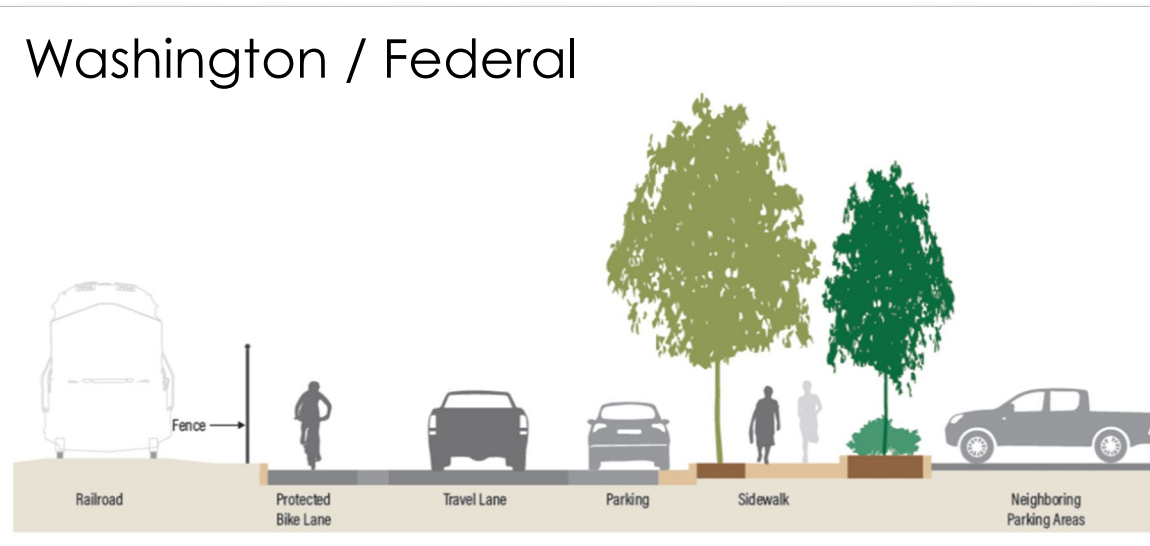 Washington / Federal
Fence
Railroad
Protected
Bike Lane
Travel Lane
Parking
Sidewalk
Neighboring
Parking Areas